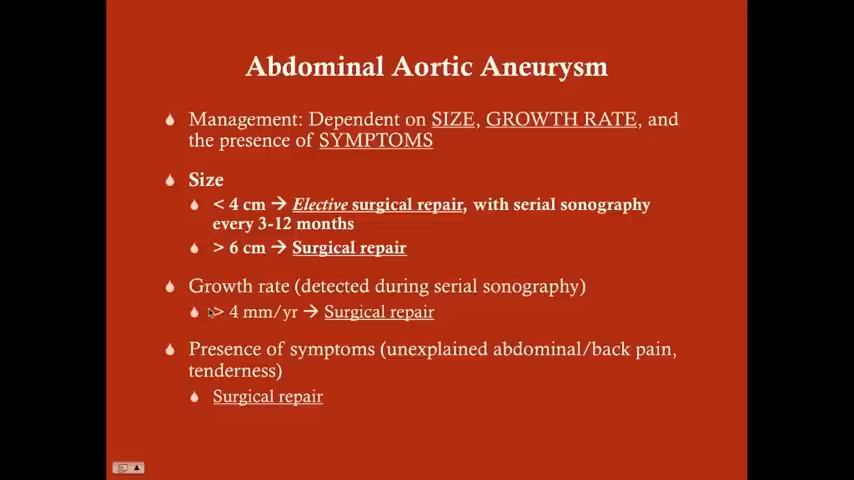 Abdominal Aortic Aneurysm
Management: Dependent on SIZE, GROWTH RATE, and
the presence of SYMPTOMS
Size
< 4 cm → Elective surgical repair, with serial sonography
every 3-12 months
> 6 cm → Surgical repair
Growth rate (detected during serial sonography)
> 4 mm/yr → Surgical repair
Presence of symptoms (unexplained abdominal/back pain,
tenderness)
Surgical repair